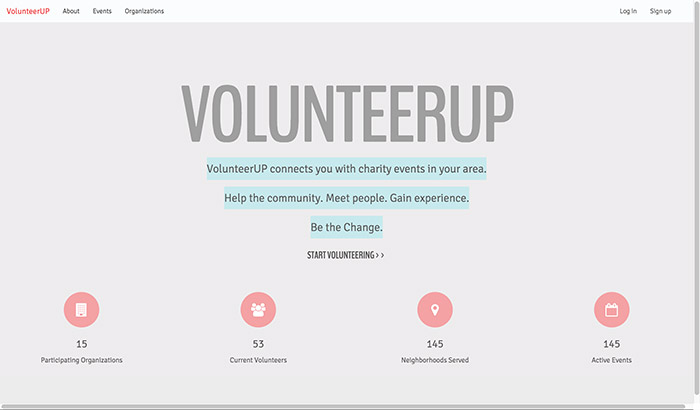 VolunteerUP About Events Organizations Log In Sign up
VOLUNTEERUP
VolunteerUP connects you with charity events in your area.
Help the community. Meet people. Gain experience.
Be the Change.
START VOLUNTEERING > >
15 53 145 145
Participating Organizations Current Volunteers Neighborhoods Served Active Events